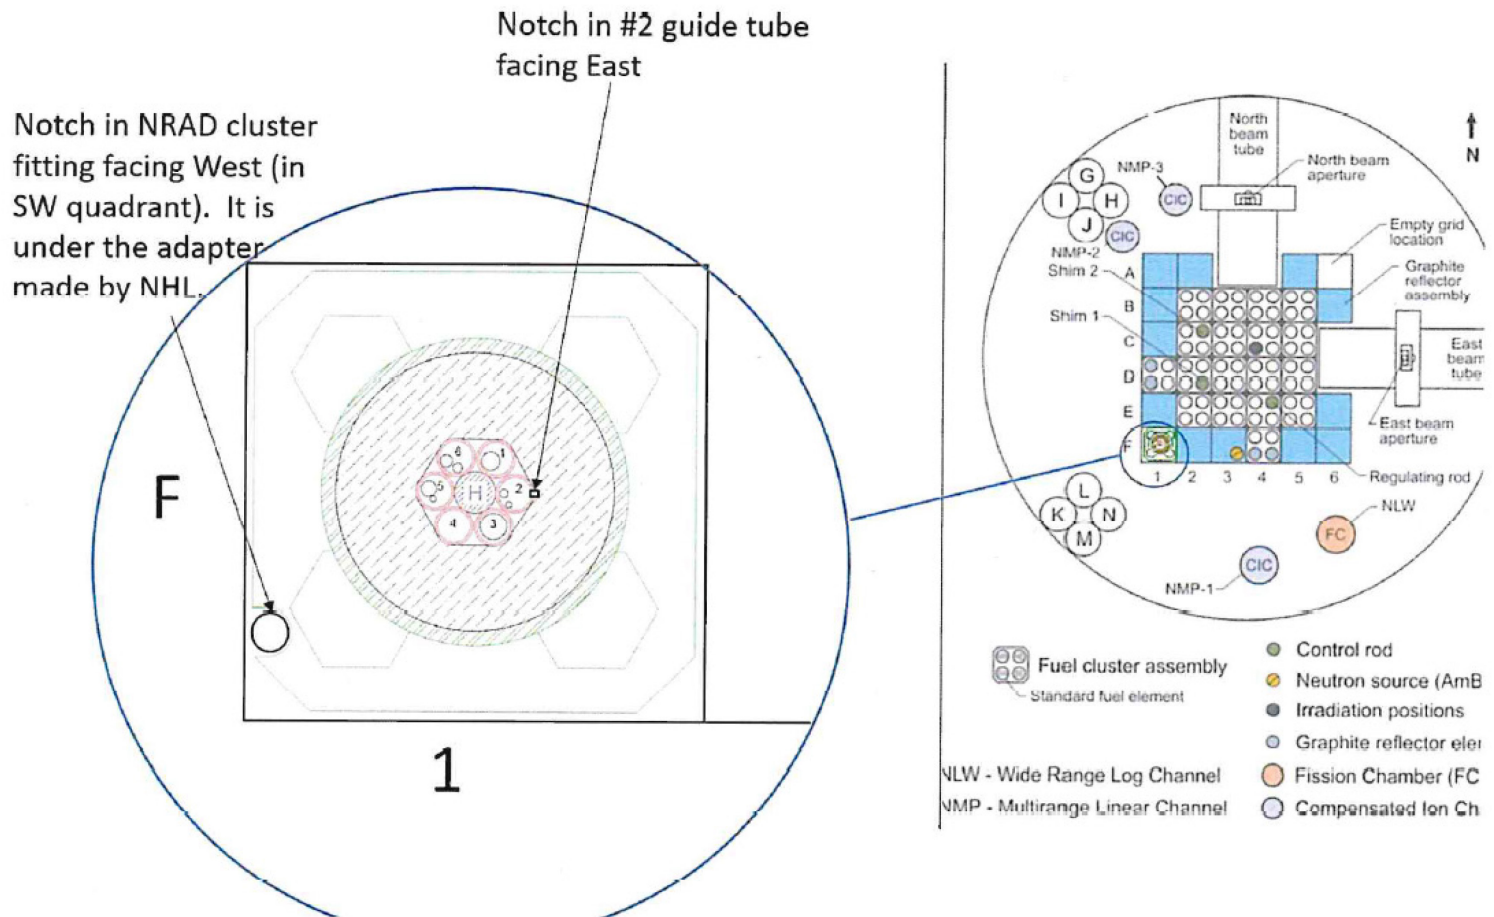 Notch in #2 guide tube
facing East
Notch in NRAD cluster
fitting facing West (in
SW quadrant). It is
under the adapter
made by NHL.
F
1
6
1
5
H
2
4
3
North
beam
tube
North beam
aperture
N
NMP-3
G
I
H
J
CIC
CIC
NMP-2
Shim 2
Shim 1
Empty grid
location
Graphite
reflector
assembly
East
beam
tube
East beam
aperture
A
B
C
D
E
F
1
2
3
4
5
6
Regulating rod
L
K
N
M
NLW
FC
CIC
NMP-1
Fuel cluster assembly
Standard fuel element
Control rod
Neutron source (AmB
Irradiation positions
Graphite reflector eler
NLW - Wide Range Log Channel
Fission Chamber (FC
NMP - Multirange Linear Channel
Compensated Ion Ch